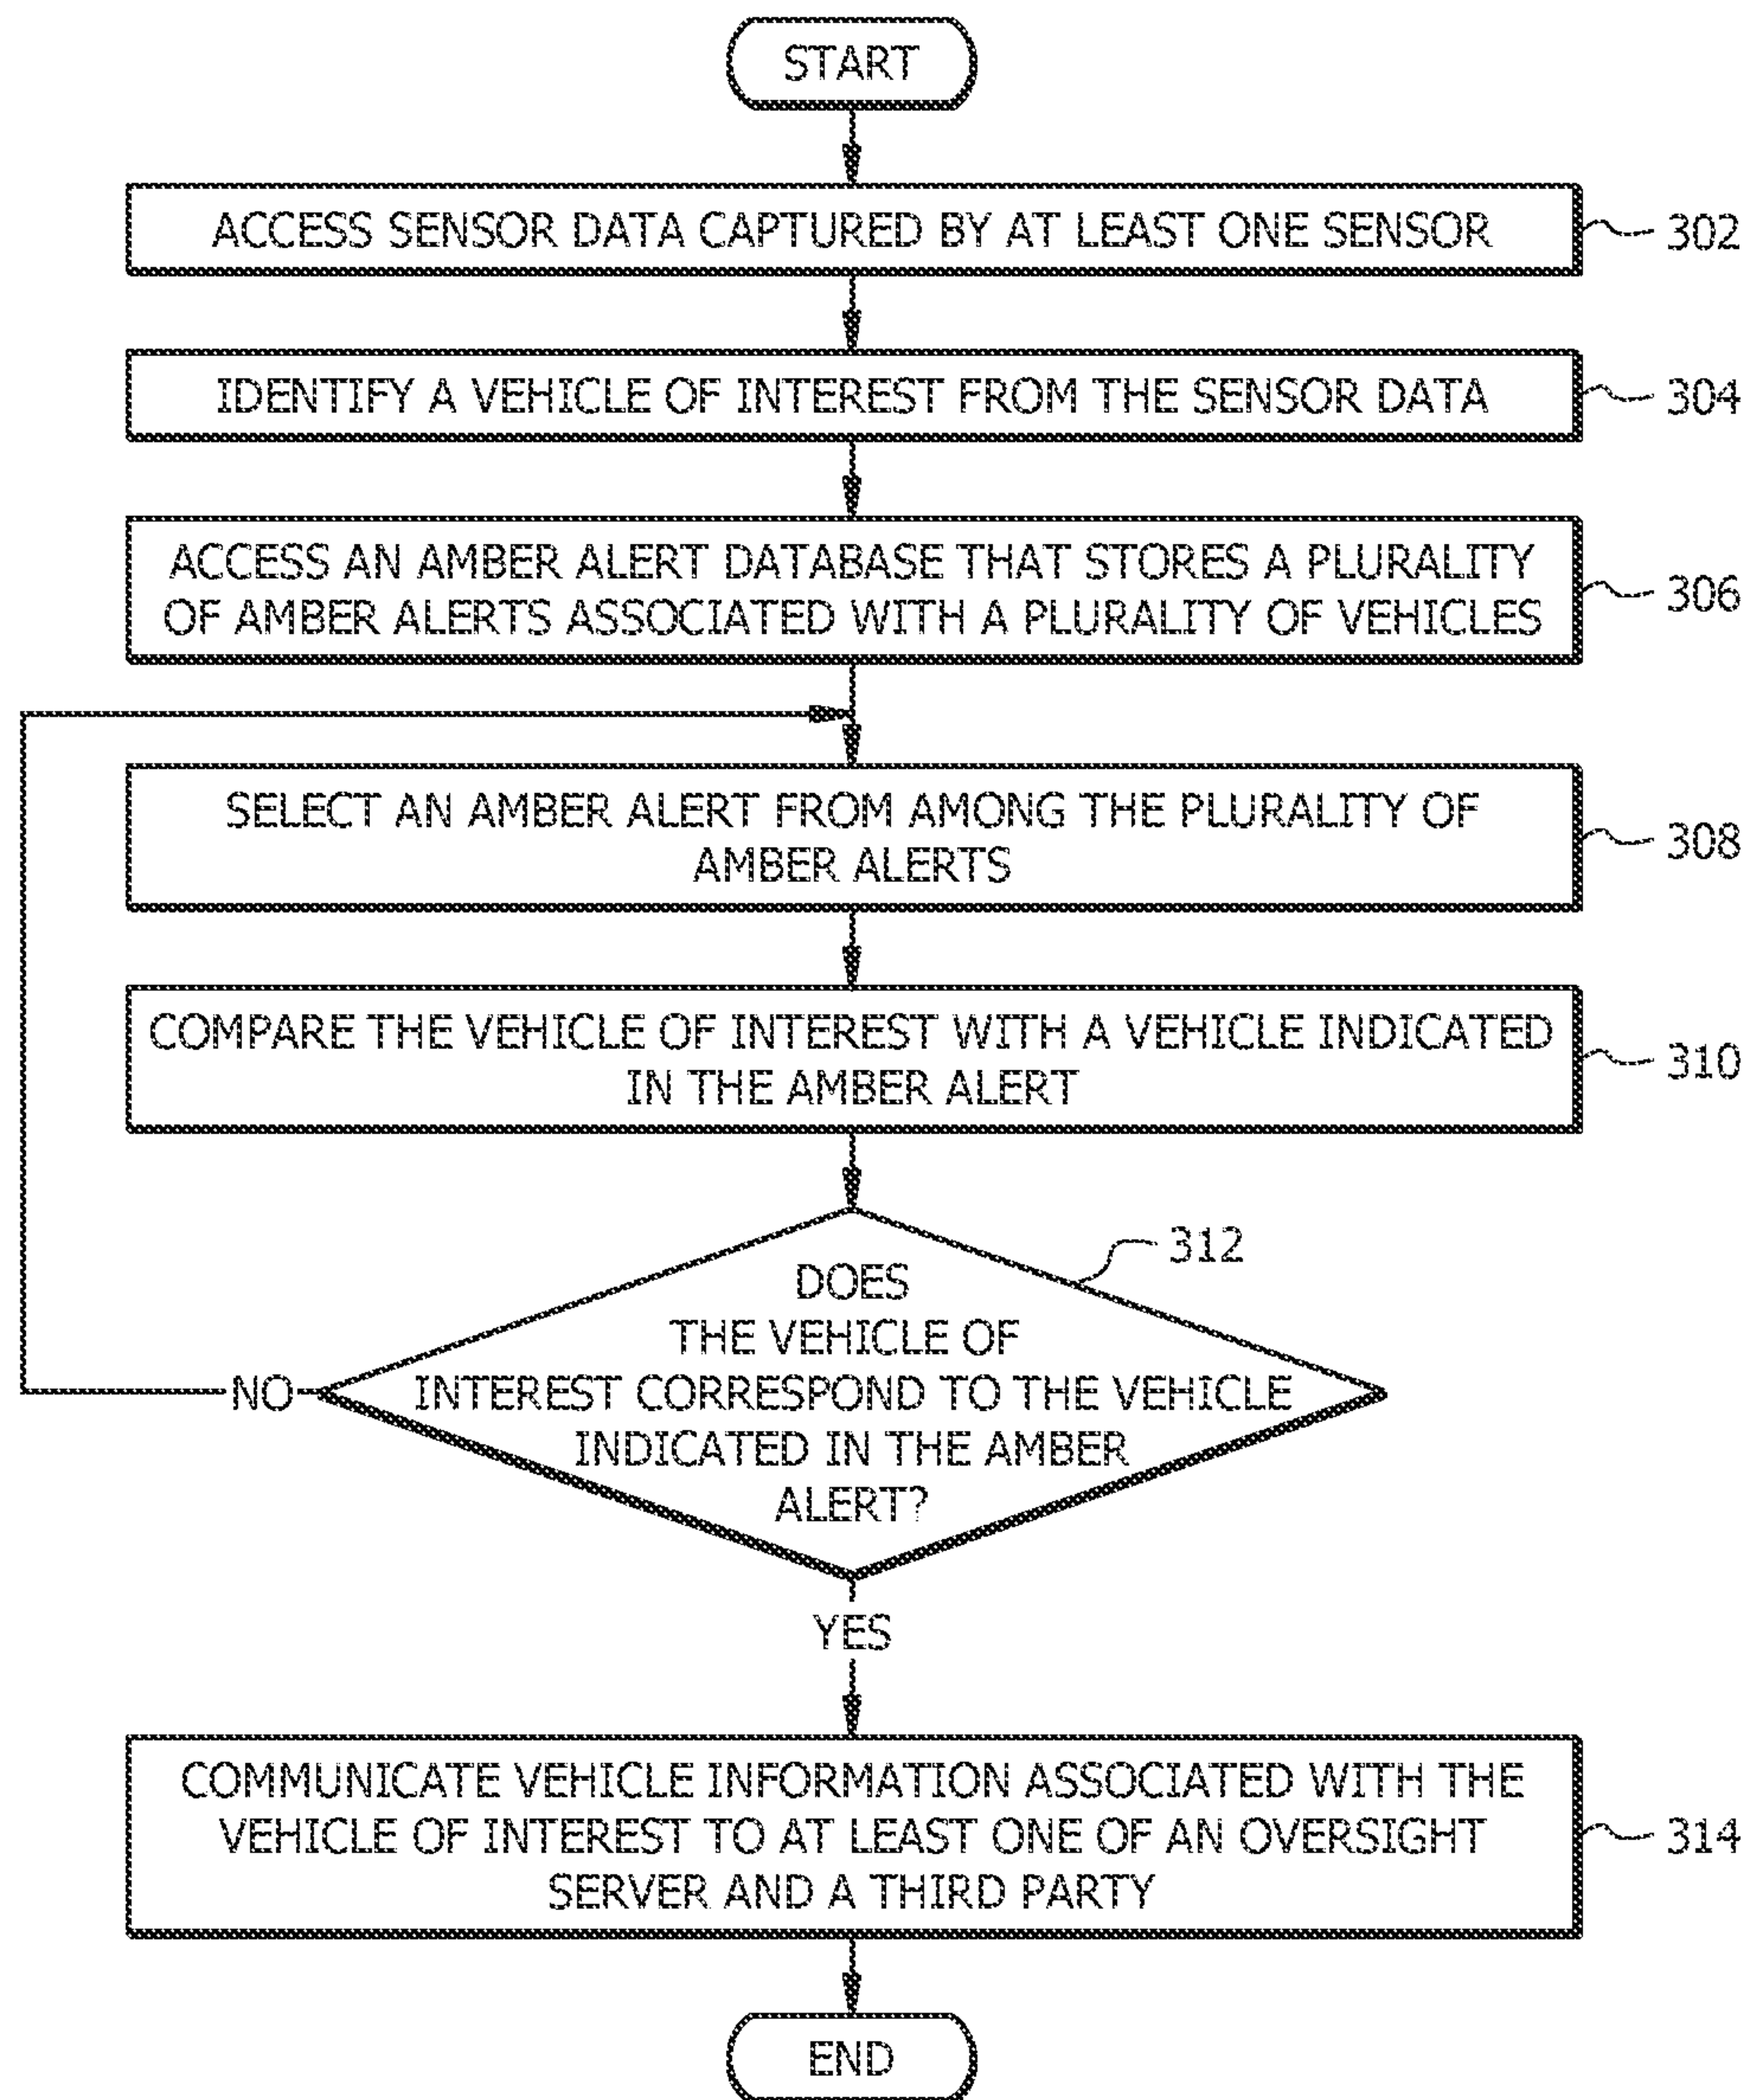 START
ACCESS SENSOR DATA CAPTURED BY AT LEAST ONE SENSOR
302
IDENTIFY A VEHICLE OF INTEREST FROM THE SENSOR DATA
304
ACCESS AN AMBER ALERT DATABASE THAT STORES A PLURALITY
OF AMBER ALERTS ASSOCIATED WITH A PLURALITY OF VEHICLES
306
SELECT AN AMBER ALERT FROM AMONG THE PLURALITY OF
AMBER ALERTS
308
COMPARE THE VEHICLE OF INTEREST WITH A VEHICLE INDICATED
IN THE AMBER ALERT
310
312
DOES
THE VEHICLE OF
INTEREST CORRESPOND TO THE VEHICLE
INDICATED IN THE AMBER
ALERT?
NO
YES
COMMUNICATE VEHICLE INFORMATION ASSOCIATED WITH THE
VEHICLE OF INTEREST TO AT LEAST ONE OF AN OVERSIGHT
SERVER AND A THIRD PARTY
314
END